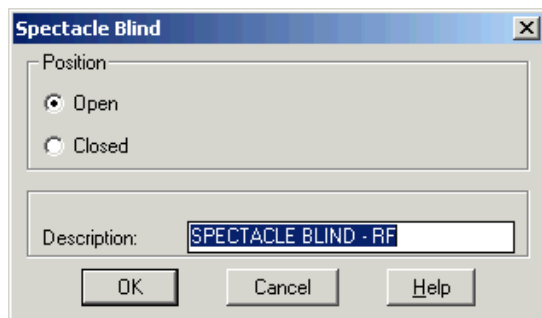 Spectacle Blind
Position
Open
Closed
Description: SPECTACLE BLIND - RF
OK Cancel Help